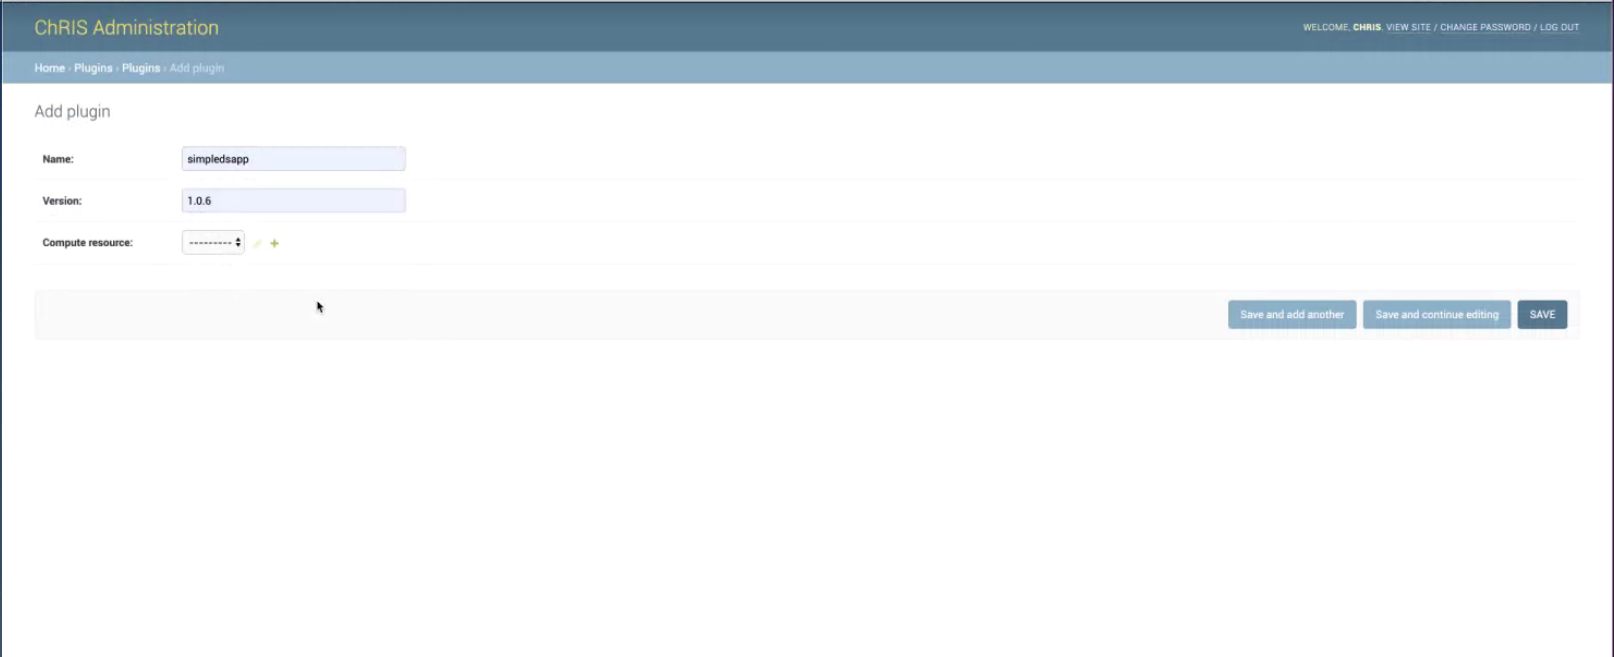 ChRIS Administration
WELCOME, CHRIS. VIEW SITE / CHANGE PASSWORD / LOG OUT
Home › Plugins › Plugins › Add plugin
Add plugin
Name: simpledsapp
Version: 1.0.6
Compute resource: ---------
Save and add another Save and continue editing SAVE